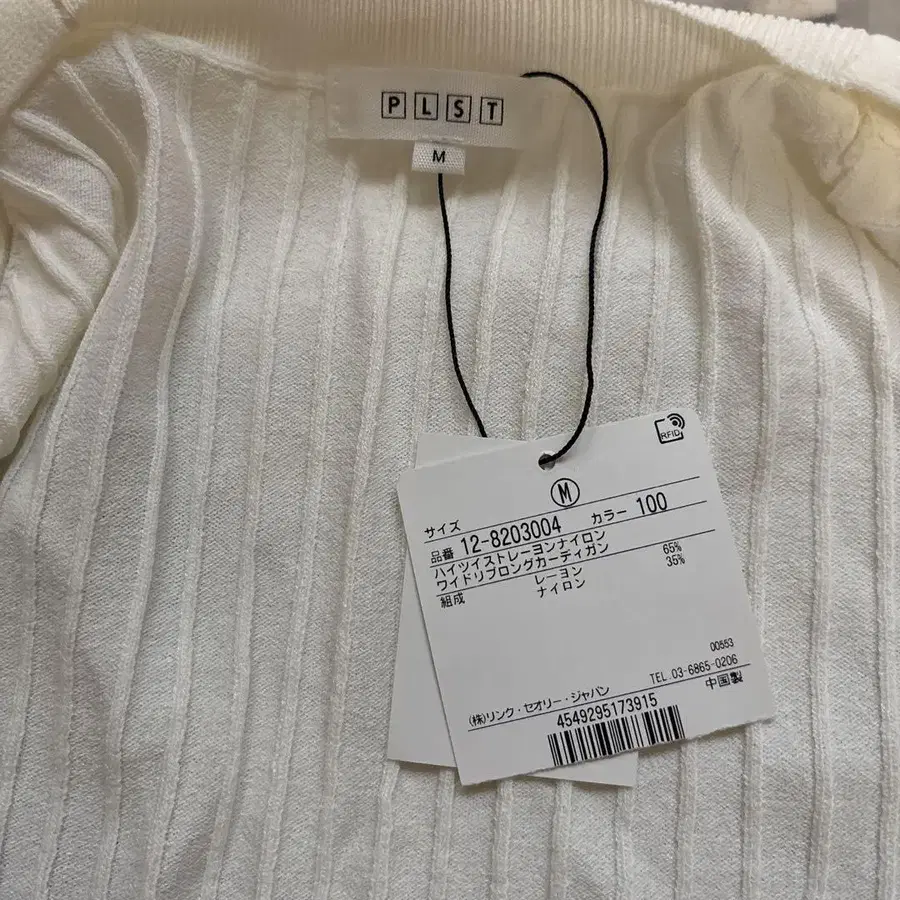 PLST
M
RFID
サイズ Ⓜ
品番 12-8203004 カラー 100
ハイツイストレーヨンナイロン
ワイドリブロングカーディガン
組成 レーヨン 65%
ナイロン 35%
00553
TEL 03-6865-0206
(株)リンク・セオリー・ジャパン 中国製
4549295173915